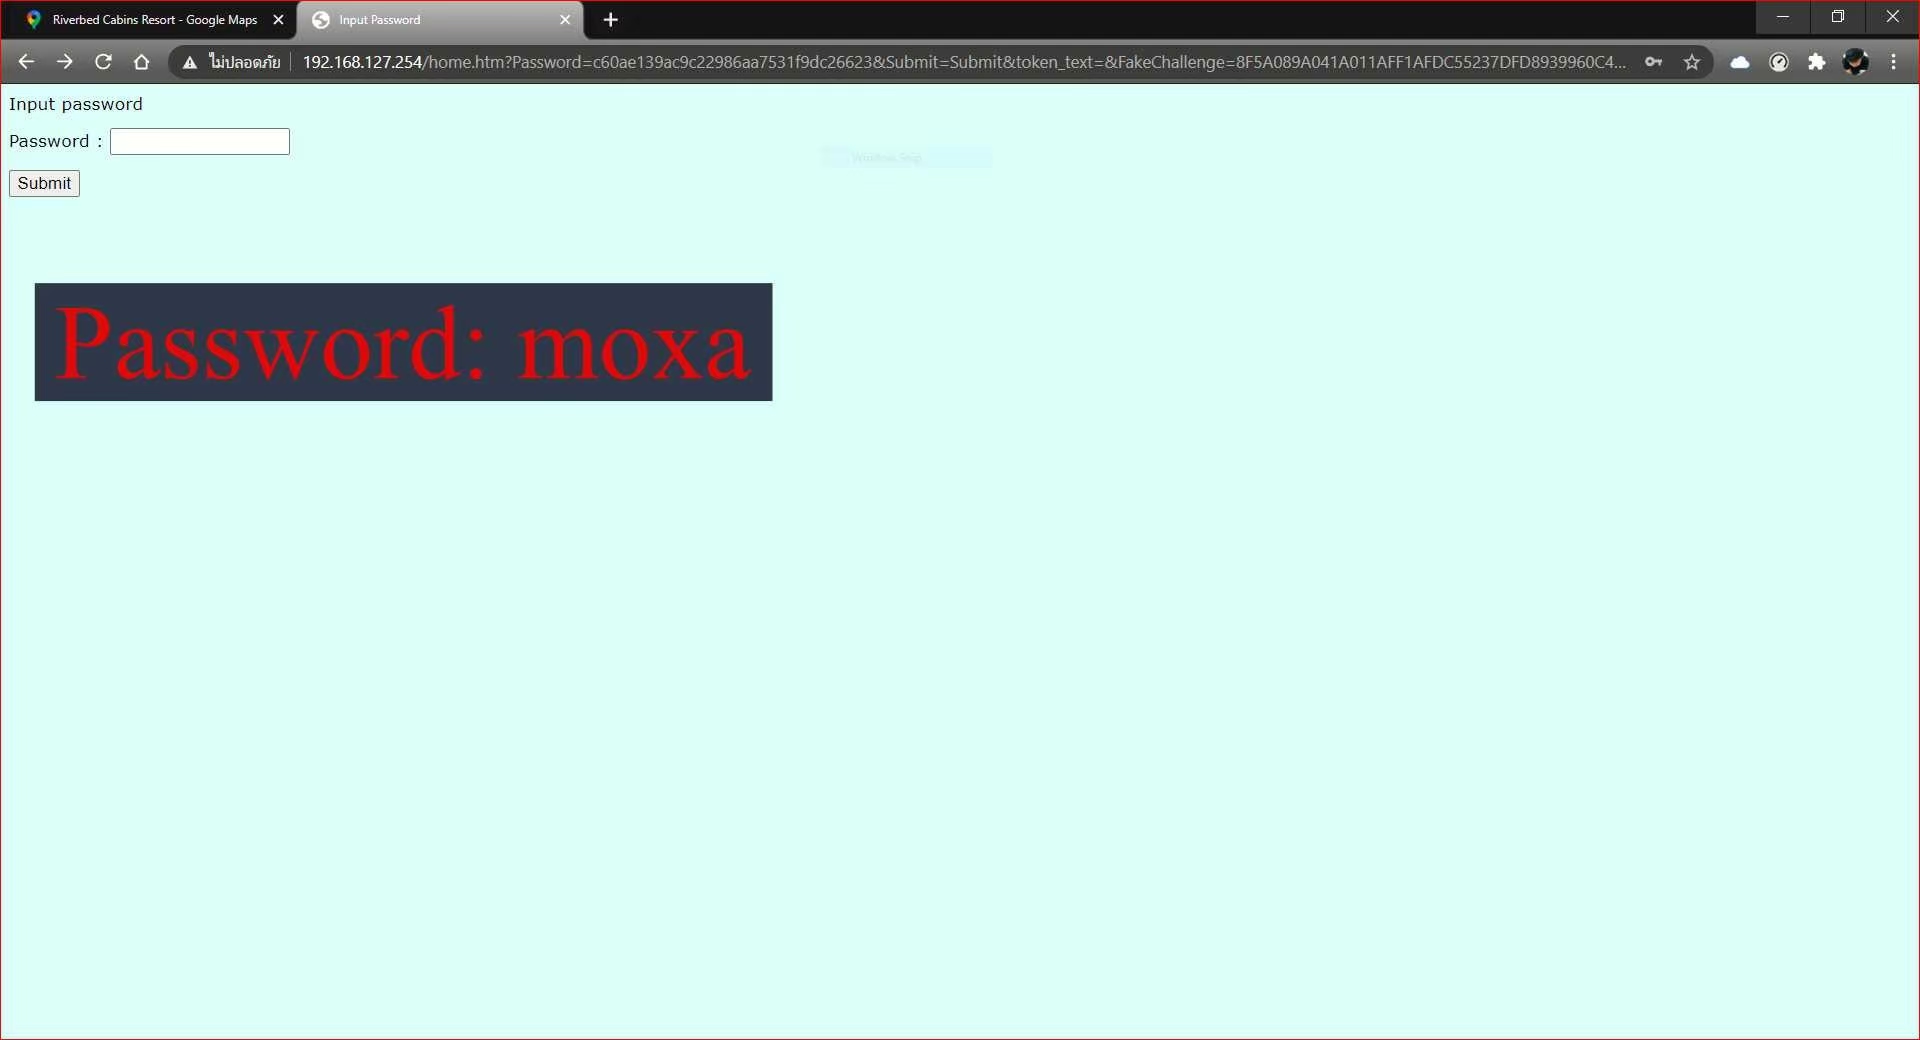 Riverbed Cabins Resort - Google Maps
Input Password
ไม่ปลอดภัย
192.168.127.254/home.htm?Password=c60ae139ac9c22986aa7531f9dc26623&Submit=Submit&token_text=&FakeChallenge=8F5A089A041A011AFF1AFDC55237DFD8939960C4...
Input password
Password :
Submit
Password: moxa